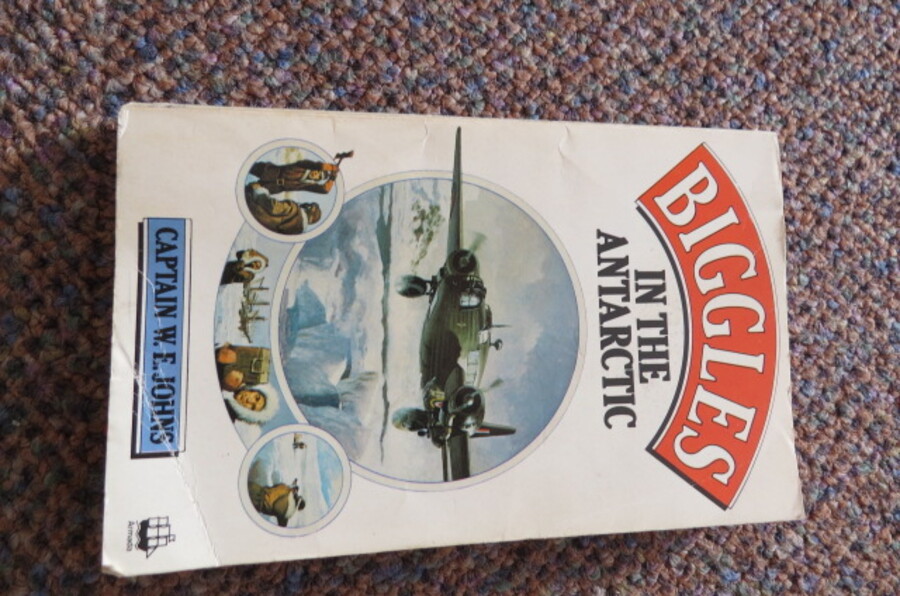 BIGGLES
IN THE
ANTARCTIC
CAPTAIN W. E. JOHNS
Armada